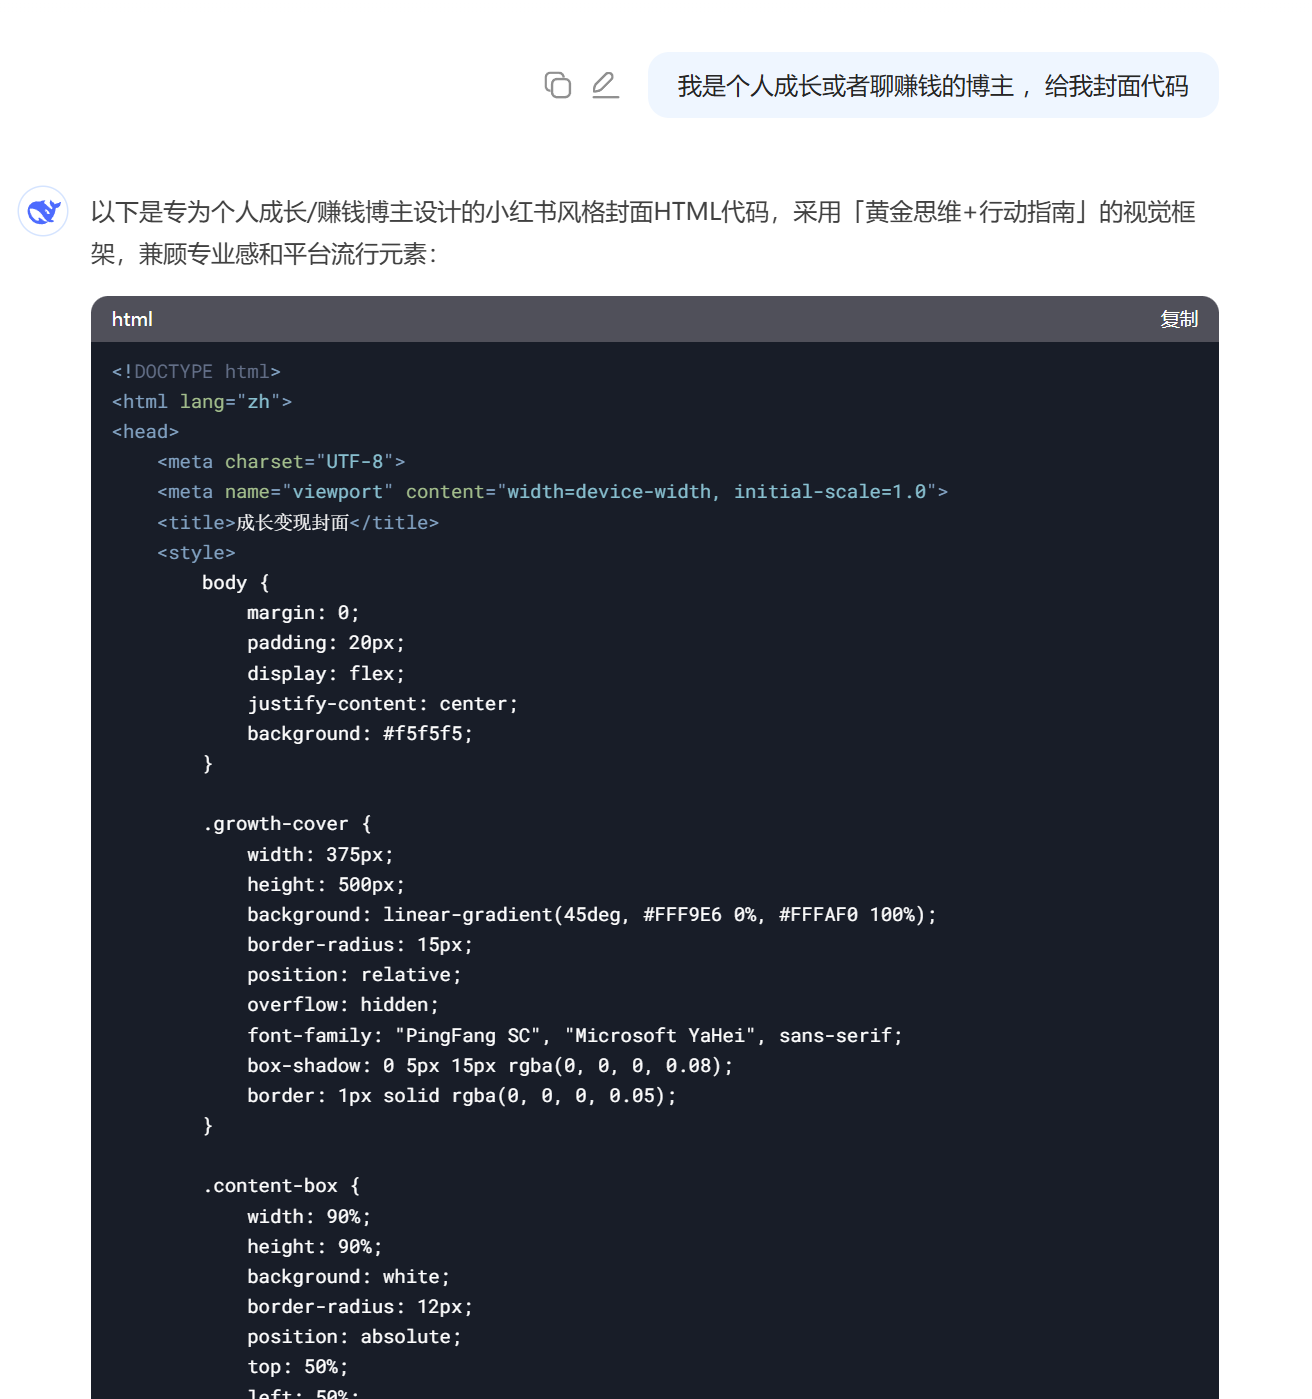 我是个人成长或者聊赚钱的博主 ，给我封面代码
以下是专为个人成长/赚钱博主设计的小红书风格封面HTML代码，采用「黄金思维+行动指南」的视觉框
架，兼顾专业感和平台流行元素：
html 复制
<!DOCTYPE html>
<html lang="zh">
<head>
    <meta charset="UTF-8">
    <meta name="viewport" content="width=device-width, initial-scale=1.0">
    <title>成长变现封面</title>
    <style>
        body {
            margin: 0;
            padding: 20px;
            display: flex;
            justify-content: center;
            background: #f5f5f5;
        }
        .growth-cover {
            width: 375px;
            height: 500px;
            background: linear-gradient(45deg, #FFF9E6 0%, #FFFAF0 100%);
            border-radius: 15px;
            position: relative;
            overflow: hidden;
            font-family: "PingFang SC", "Microsoft YaHei", sans-serif;
            box-shadow: 0 5px 15px rgba(0, 0, 0, 0.08);
            border: 1px solid rgba(0, 0, 0, 0.05);
        }
        .content-box {
            width: 90%;
            height: 90%;
            background: white;
            border-radius: 12px;
            position: absolute;
            top: 50%;
            left: 50%;